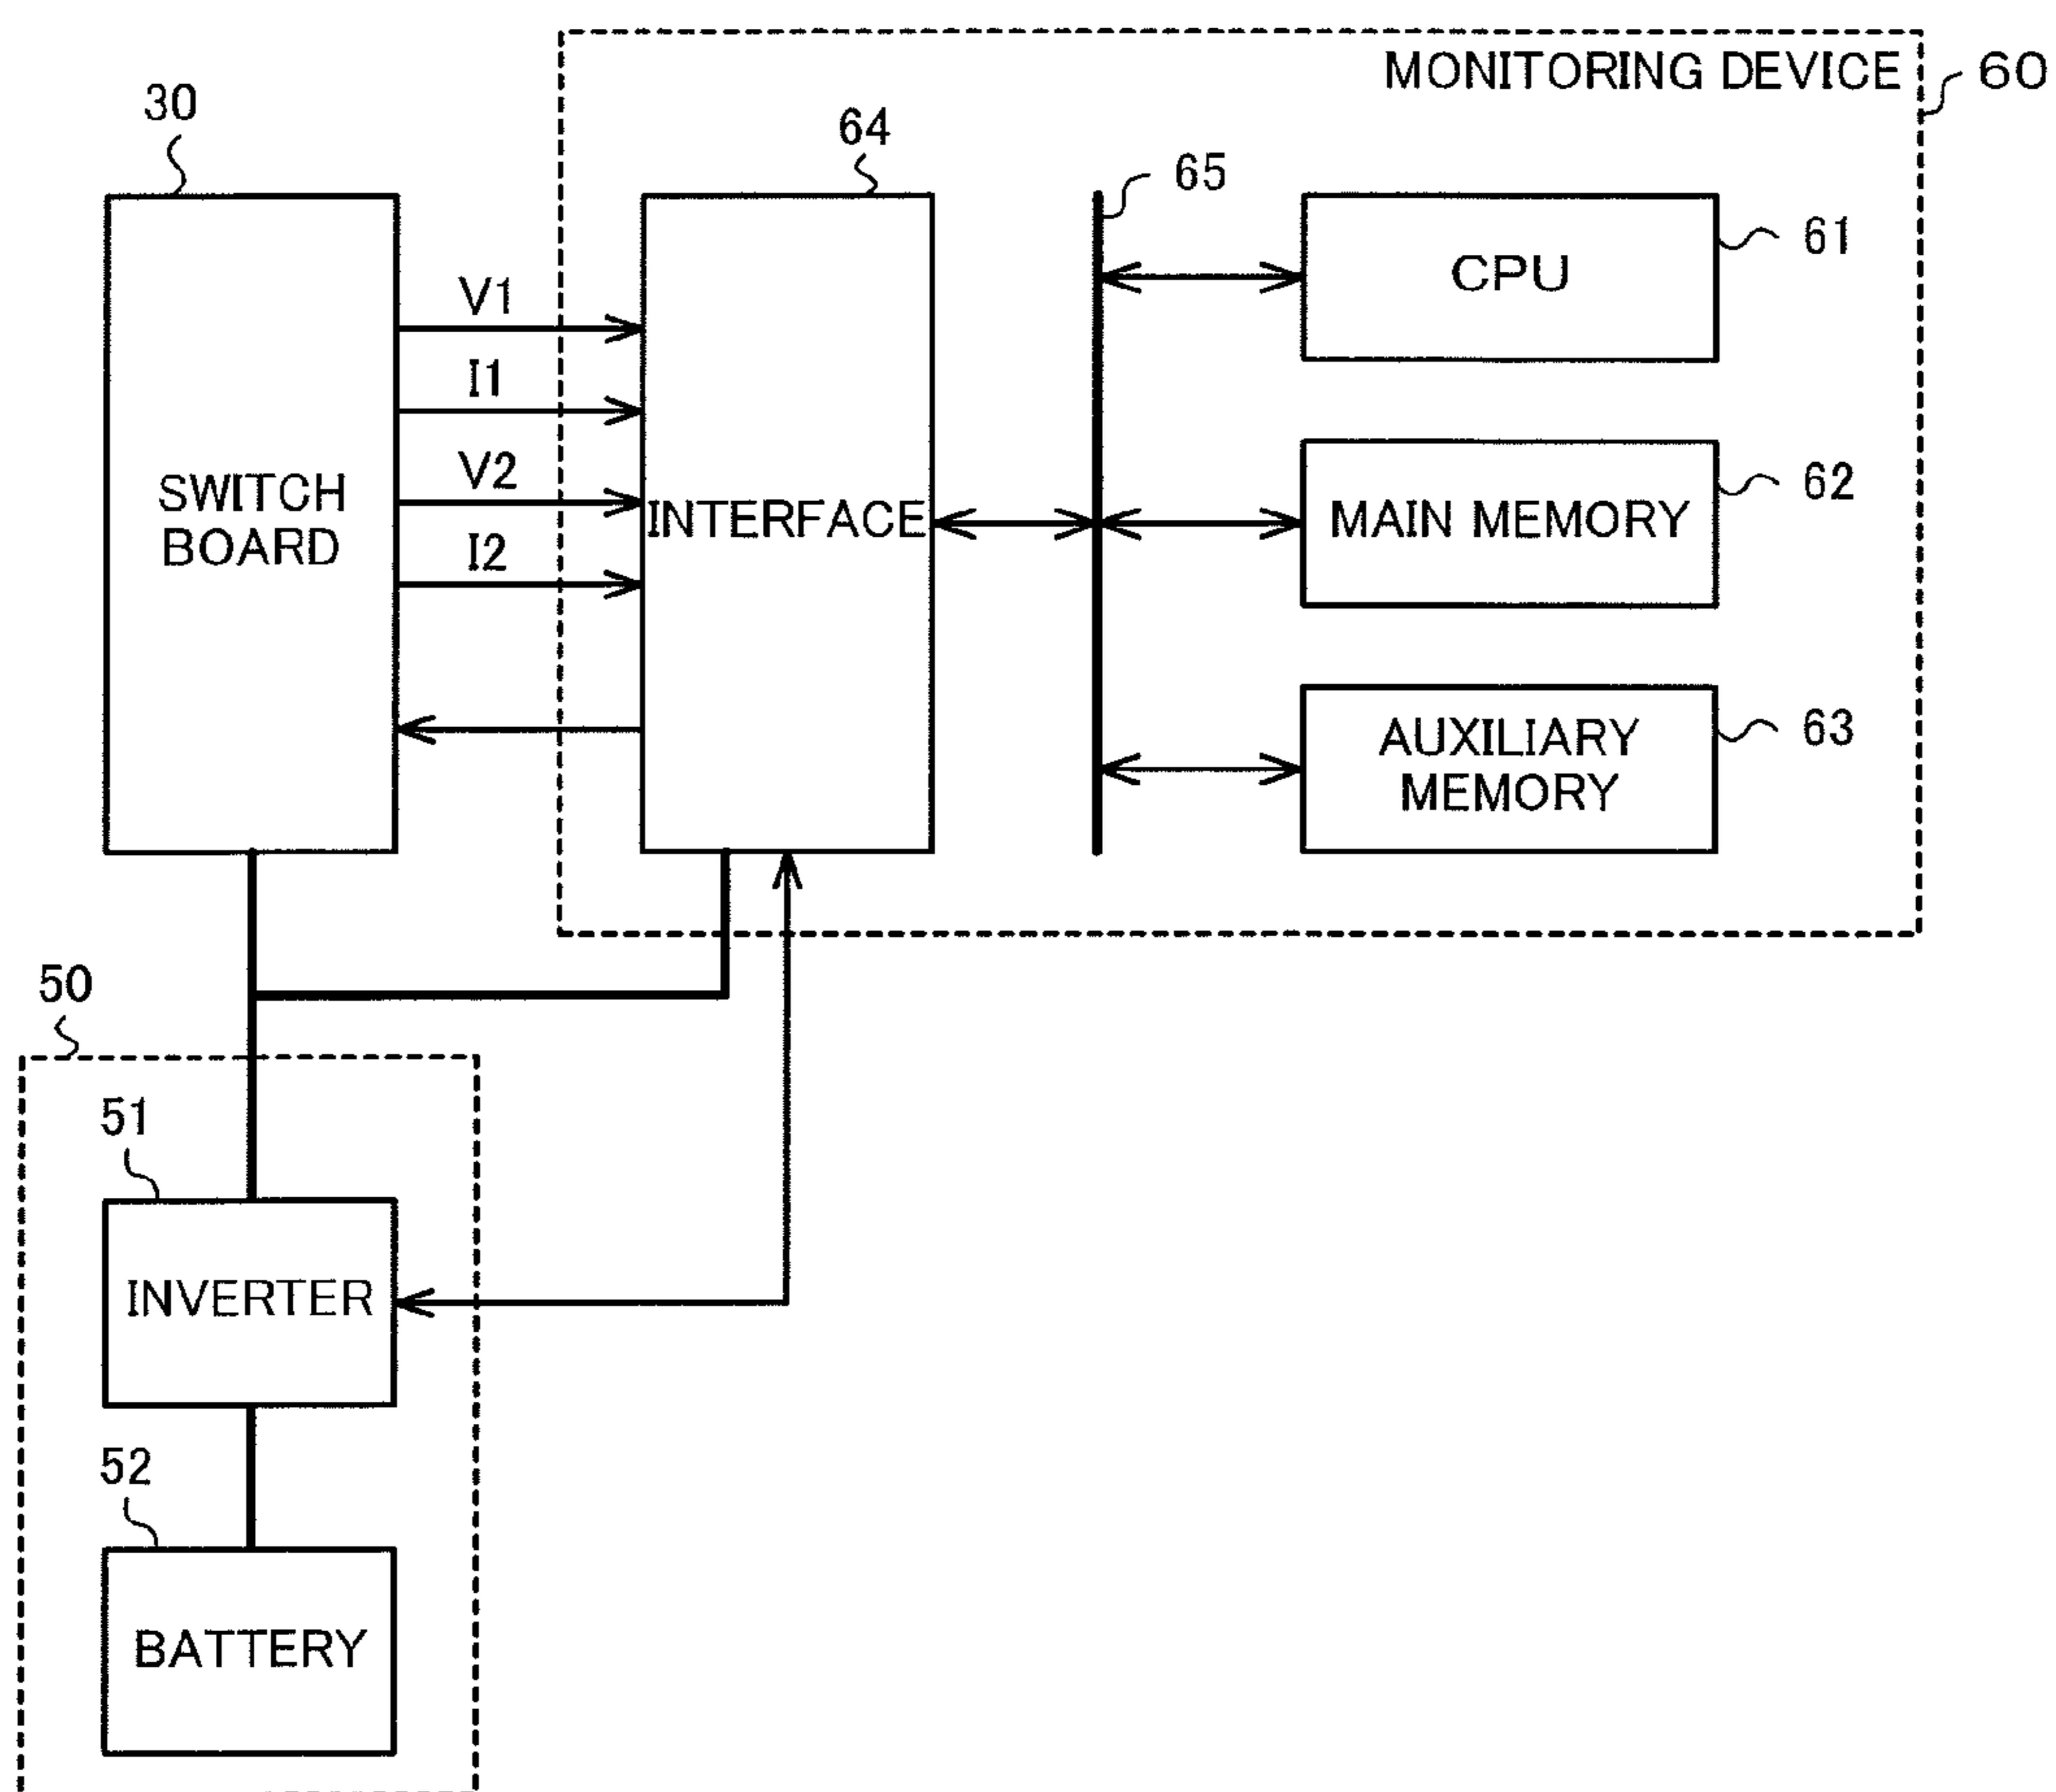 MONITORING DEVICE
60
30
64
65
61
CPU
V1
I1
V2
I2
SWITCH
BOARD
INTERFACE
62
MAIN MEMORY
63
AUXILIARY
MEMORY
50
51
INVERTER
52
BATTERY